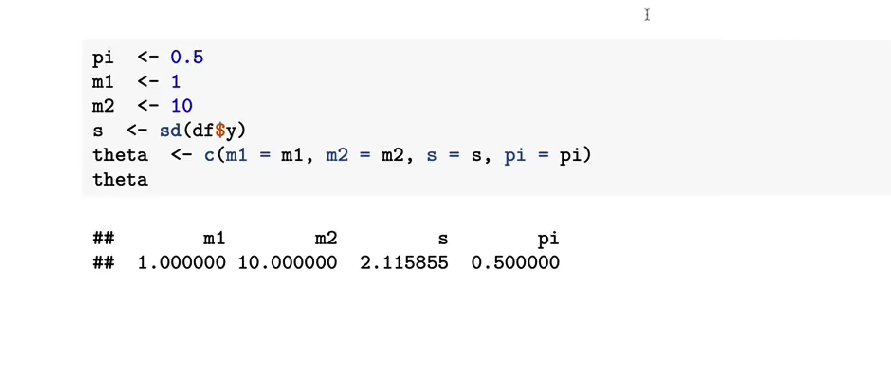 pi <- 0.5
m1 <- 1
m2 <- 10
s <- sd(df$y)
theta <- c(m1 = m1, m2 = m2, s = s, pi = pi)
theta
## m1 m2 s pi
## 1.000000 10.000000 2.115855 0.500000